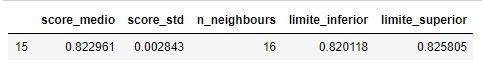 score_medio score_std n_neighbours limite_inferior limite_superior
15 0.822961 0.002843 16 0.820118 0.825805